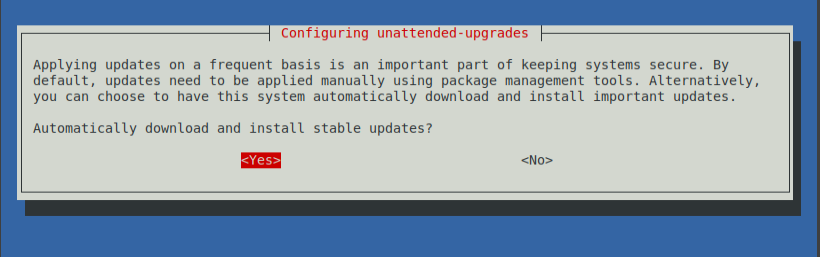 Configuring unattended-upgrades
Applying updates on a frequent basis is an important part of keeping systems secure. By
default, updates need to be applied manually using package management tools. Alternatively,
you can choose to have this system automatically download and install important updates.
Automatically download and install stable updates?
<Yes> <No>